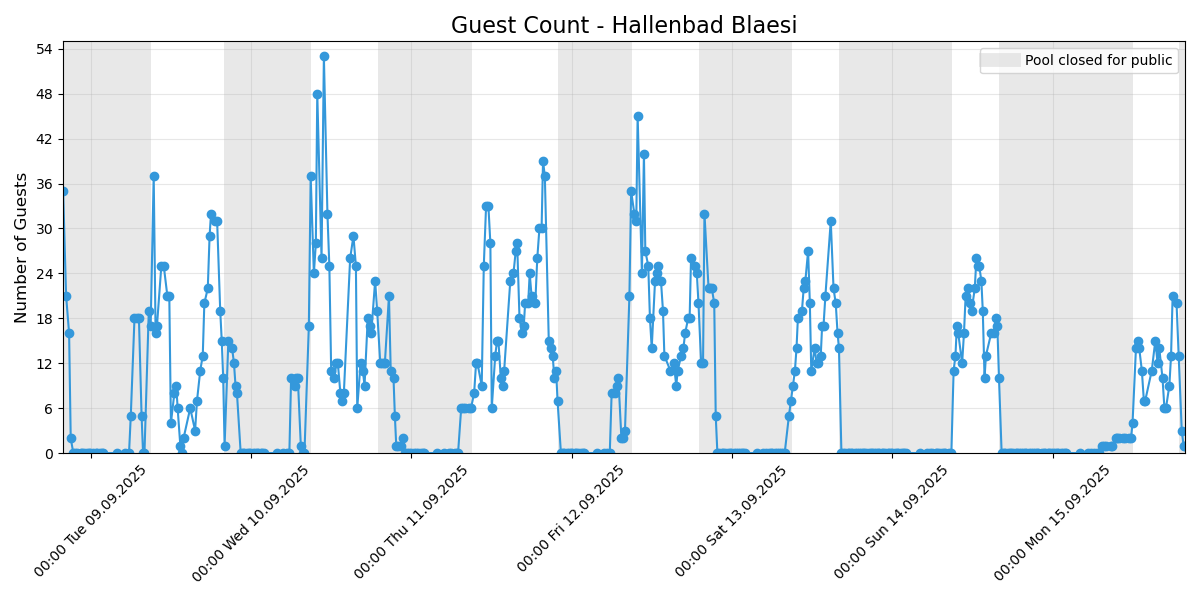 Guest Count - Hallenbad Blaesi
Pool closed for public
Number of Guests
54
48
42
36
30
24
18
12
6
0
00:00 Tue 09.09.2025
00:00 Wed 10.09.2025
00:00 Thu 11.09.2025
00:00 Fri 12.09.2025
00:00 Sat 13.09.2025
00:00 Sun 14.09.2025
00:00 Mon 15.09.2025